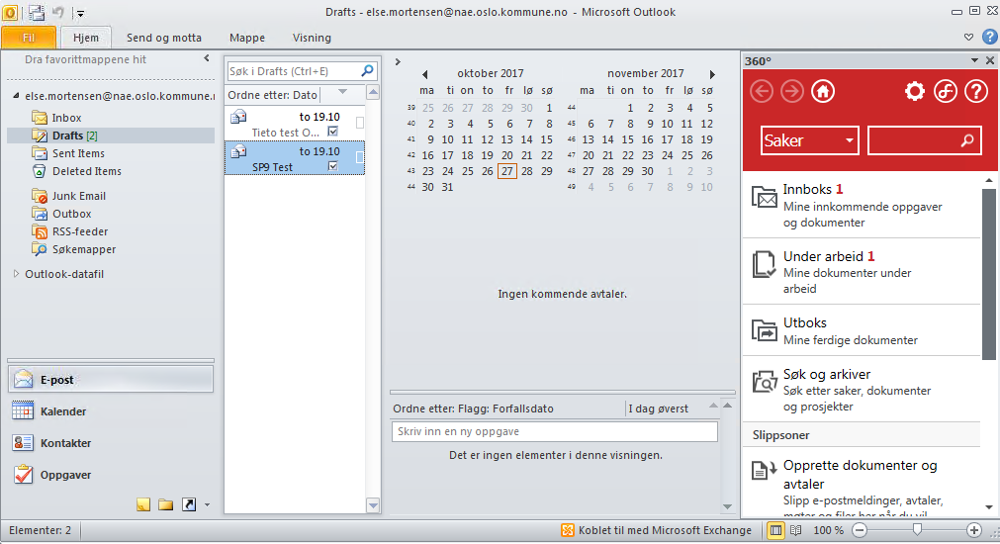 Drafts - else.mortensen@nae.oslo.kommune.no - Microsoft Outlook
Fil
Hjem
Send og motta
Mappe
Visning
Dra favorittmappene hit
else.mortensen@nae.oslo.kommune.
Inbox
Drafts [2]
Sent Items
Deleted Items
Junk Email
Outbox
RSS-feeder
Søkemapper
Outlook-datafil
E-post
Kalender
Kontakter
Oppgaver
Søk i Drafts (Ctrl+E)
Ordne etter: Dato
to 19.10
Tieto test O...
to 19.10
SP9 Test
oktober 2017
ma ti on to fr lø sø
39 25 26 27 28 29 30 1
40 2 3 4 5 6 7 8
41 9 10 11 12 13 14 15
42 16 17 18 19 20 21 22
43 23 24 25 26 27 28 29
44 30 31
november 2017
ma ti on to fr lø sø
44 1 2 3 4 5
45 6 7 8 9 10 11 12
46 13 14 15 16 17 18 19
47 20 21 22 23 24 25 26
48 27 28 29 30 1 2 3
49 4 5 6 7 8 9 10
Ingen kommende avtaler.
Ordne etter: Flagg: Forfallsdato
I dag øverst
Skriv inn en ny oppgave
Det er ingen elementer i denne visningen.
360°
Saker
Innboks 1
Mine innkommende oppgaver
og dokumenter
Under arbeid 1
Mine dokumenter under
arbeid
Utboks
Mine ferdige dokumenter
Søk og arkiver
Søk etter saker, dokumenter
og prosjekter
Slippsoner
Opprette dokumenter og
avtaler
Slipp e-postmeldinger, avtaler,
møter og filer her når du vil
Elementer: 2
Koblet til med Microsoft Exchange
100 %